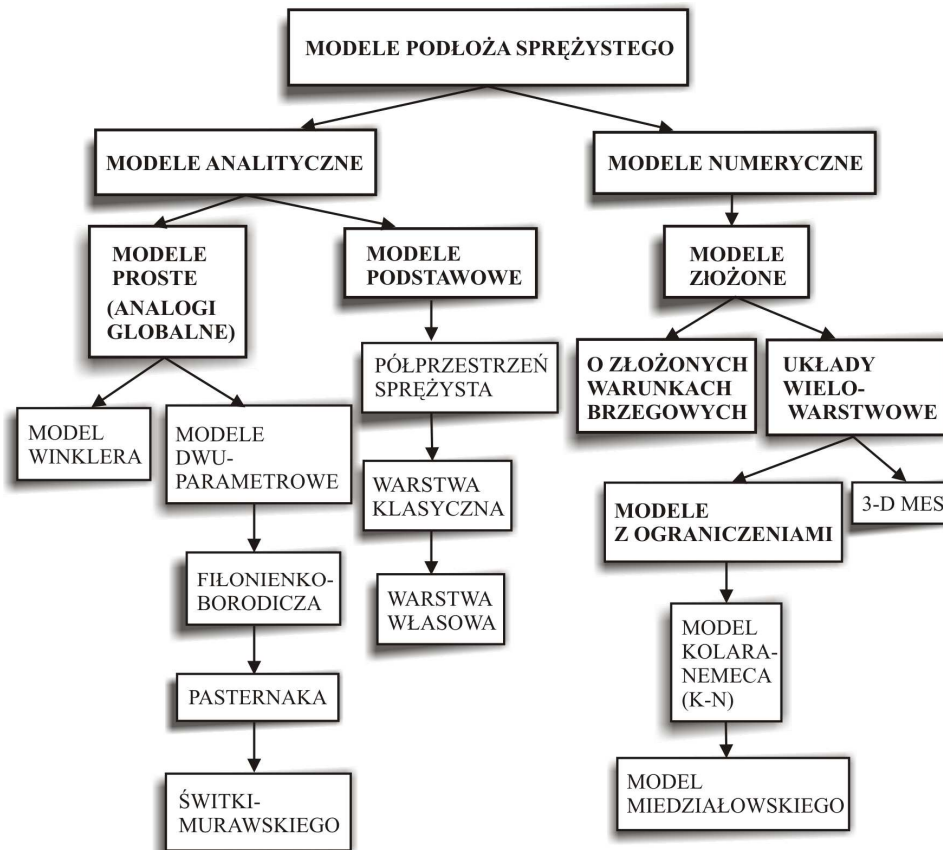 MODELE PODŁOŻA SPRĘŻYSTEGO
MODELE ANALITYCZNE
MODELE NUMERYCZNE
MODELE
PROSTE
(ANALOGI
GLOBALNE)
MODELE
PODSTAWOWE
MODELE
ZŁOŻONE
PÓŁPRZESTRZEŃ
SPRĘŻYSTA
O ZŁOŻONYCH
WARUNKACH
BRZEGOWYCH
UKŁADY
WIELO-
WARSTWOWE
MODEL
WINKLERA
MODELE
DWU-
PARAMETROWE
WARSTWA
KLASYCZNA
MODELE
Z OGRANICZENIAMI
3-D MES
FIŁONIENKO-
BORODICZA
WARSTWA
WŁASOWA
MODEL
KOLARA-
NEMECA
(K-N)
PASTERNAKA
ŚWITKI-
MURAWSKIEGO
MODEL
MIEDZIAŁOWSKIEGO